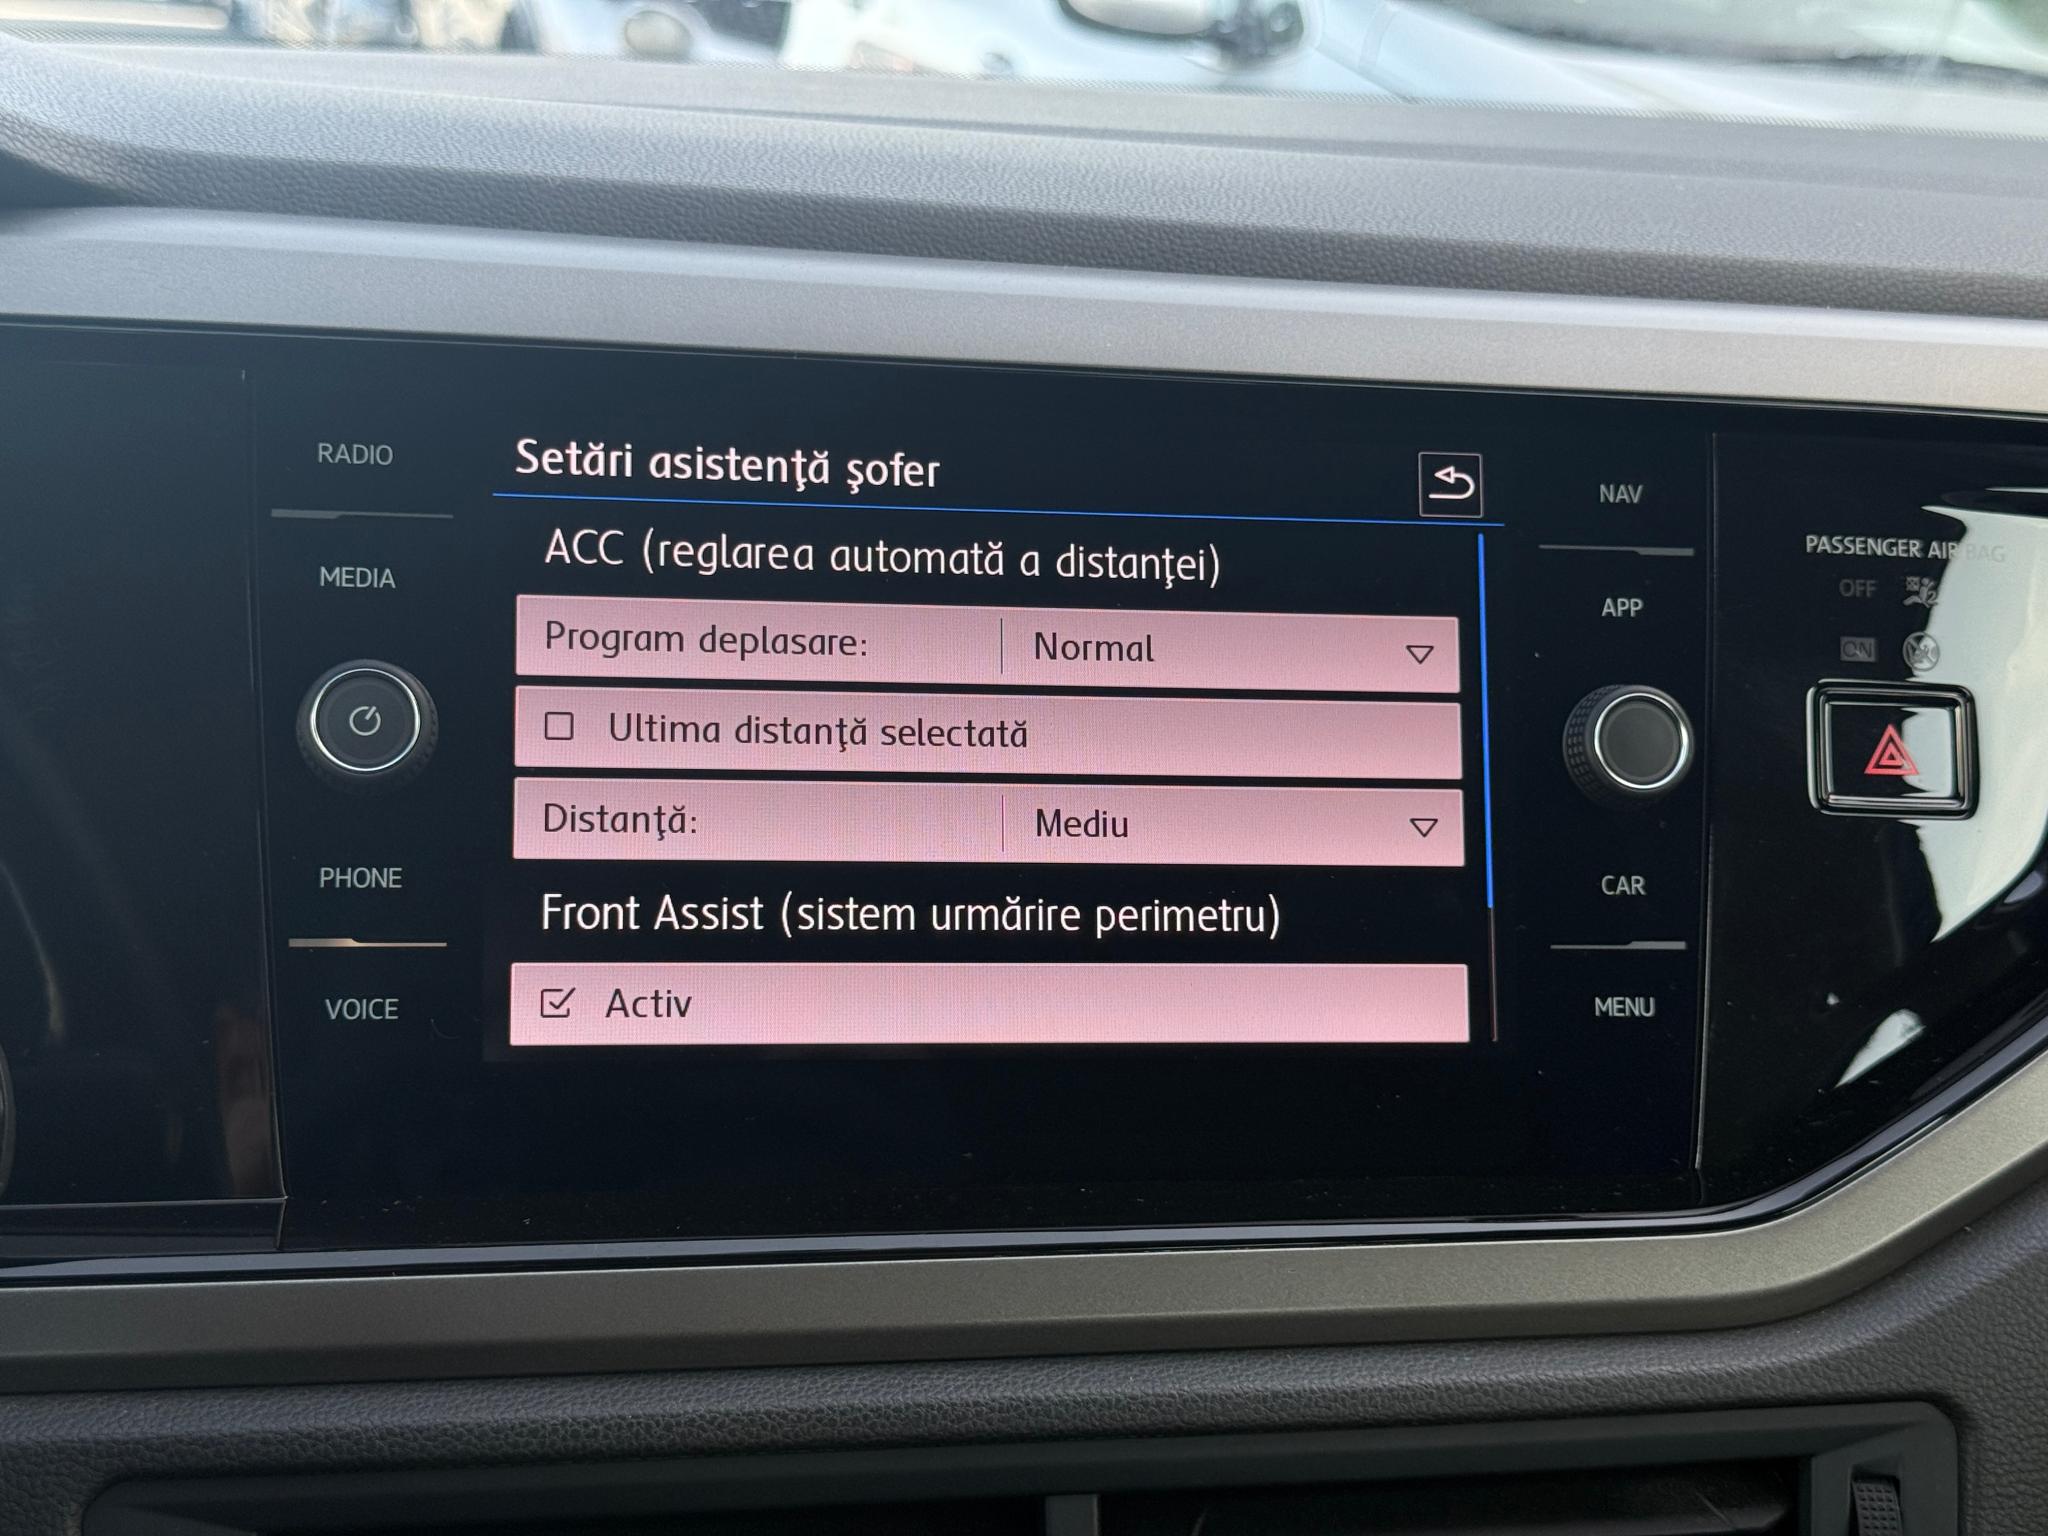 RADIO
MEDIA
PHONE
VOICE
Setări asistenţă şofer
ACC (reglarea automată a distanţei)
Program deplasare: Normal
Ultima distanţă selectată
Distanţă: Mediu
Front Assist (sistem urmărire perimetru)
Activ
NAV
APP
CAR
MENU
PASSENGER AIR BAG
OFF
ON